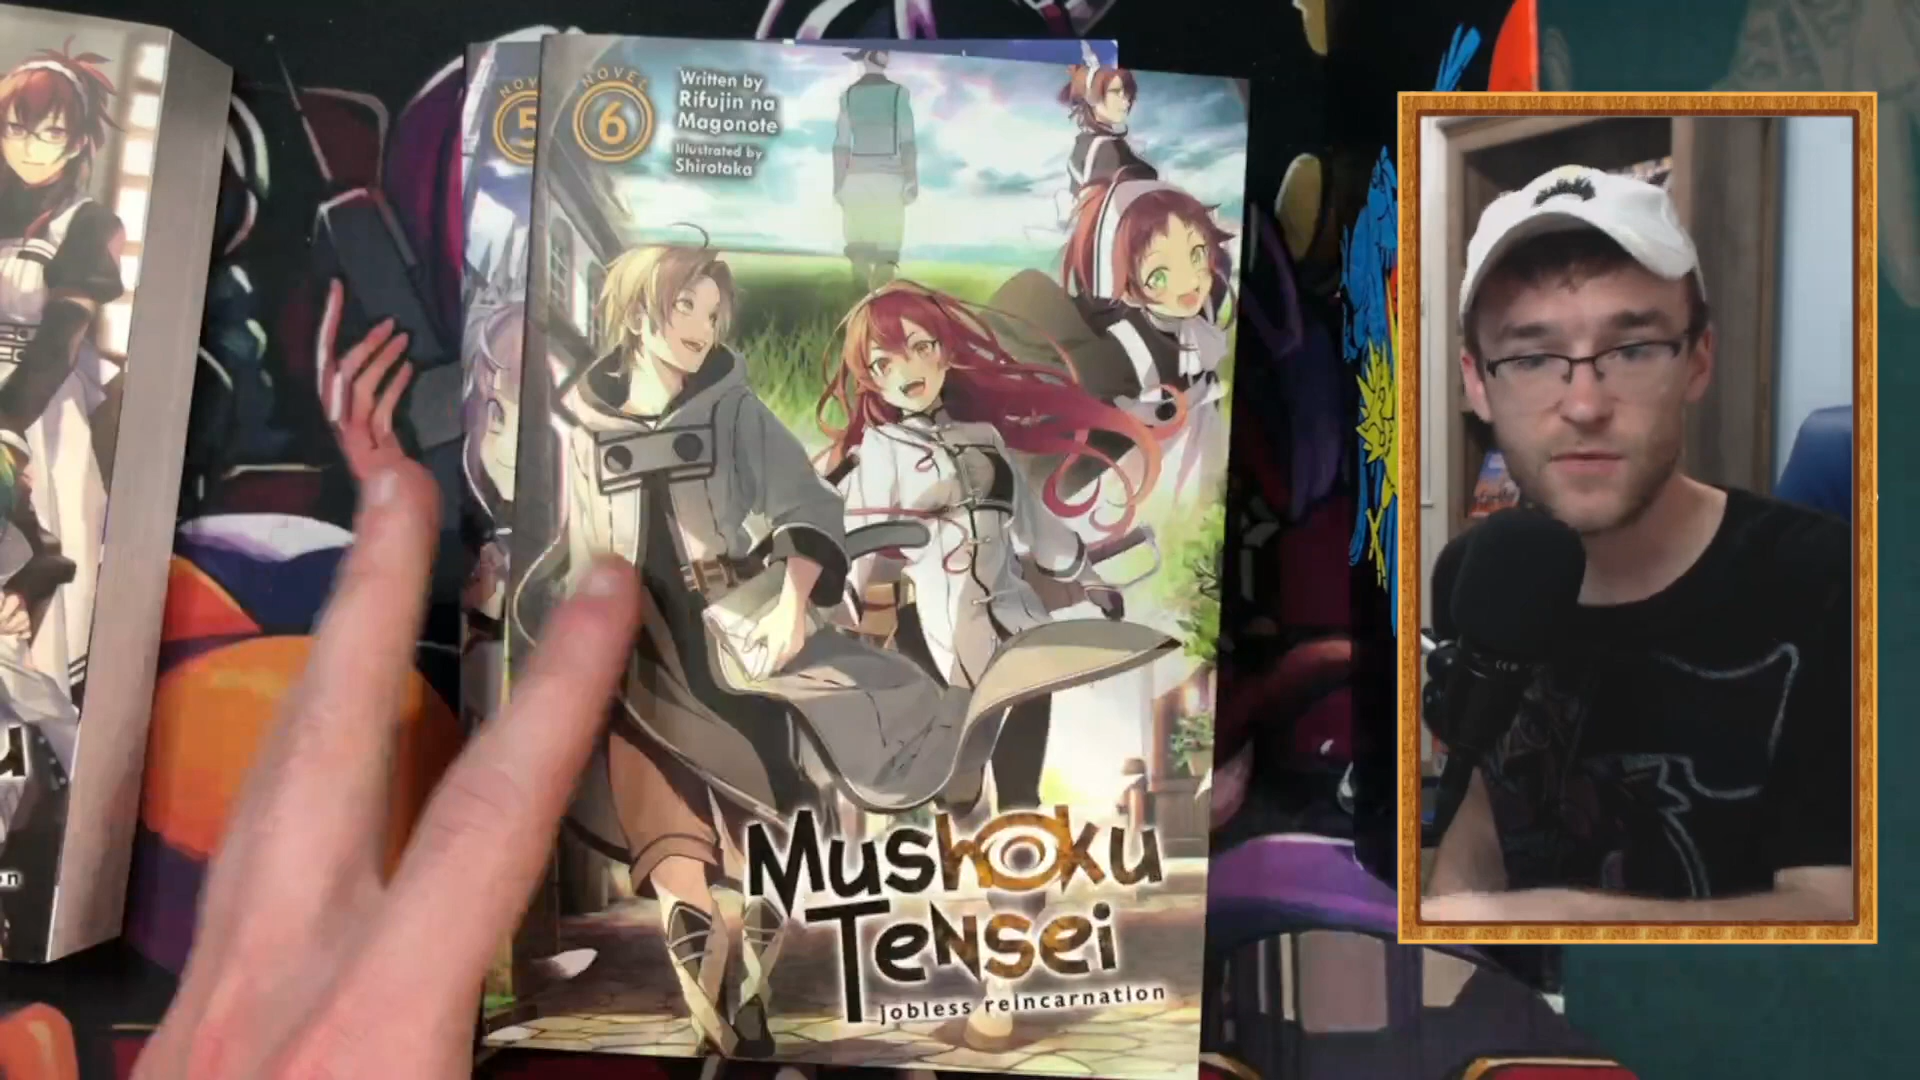 NOVEL
5
NOVEL
6
Written by
Rifujin na
Magonote
Illustrated by
Shirotaka
Mushoku
Tensei
jobless reincarnation